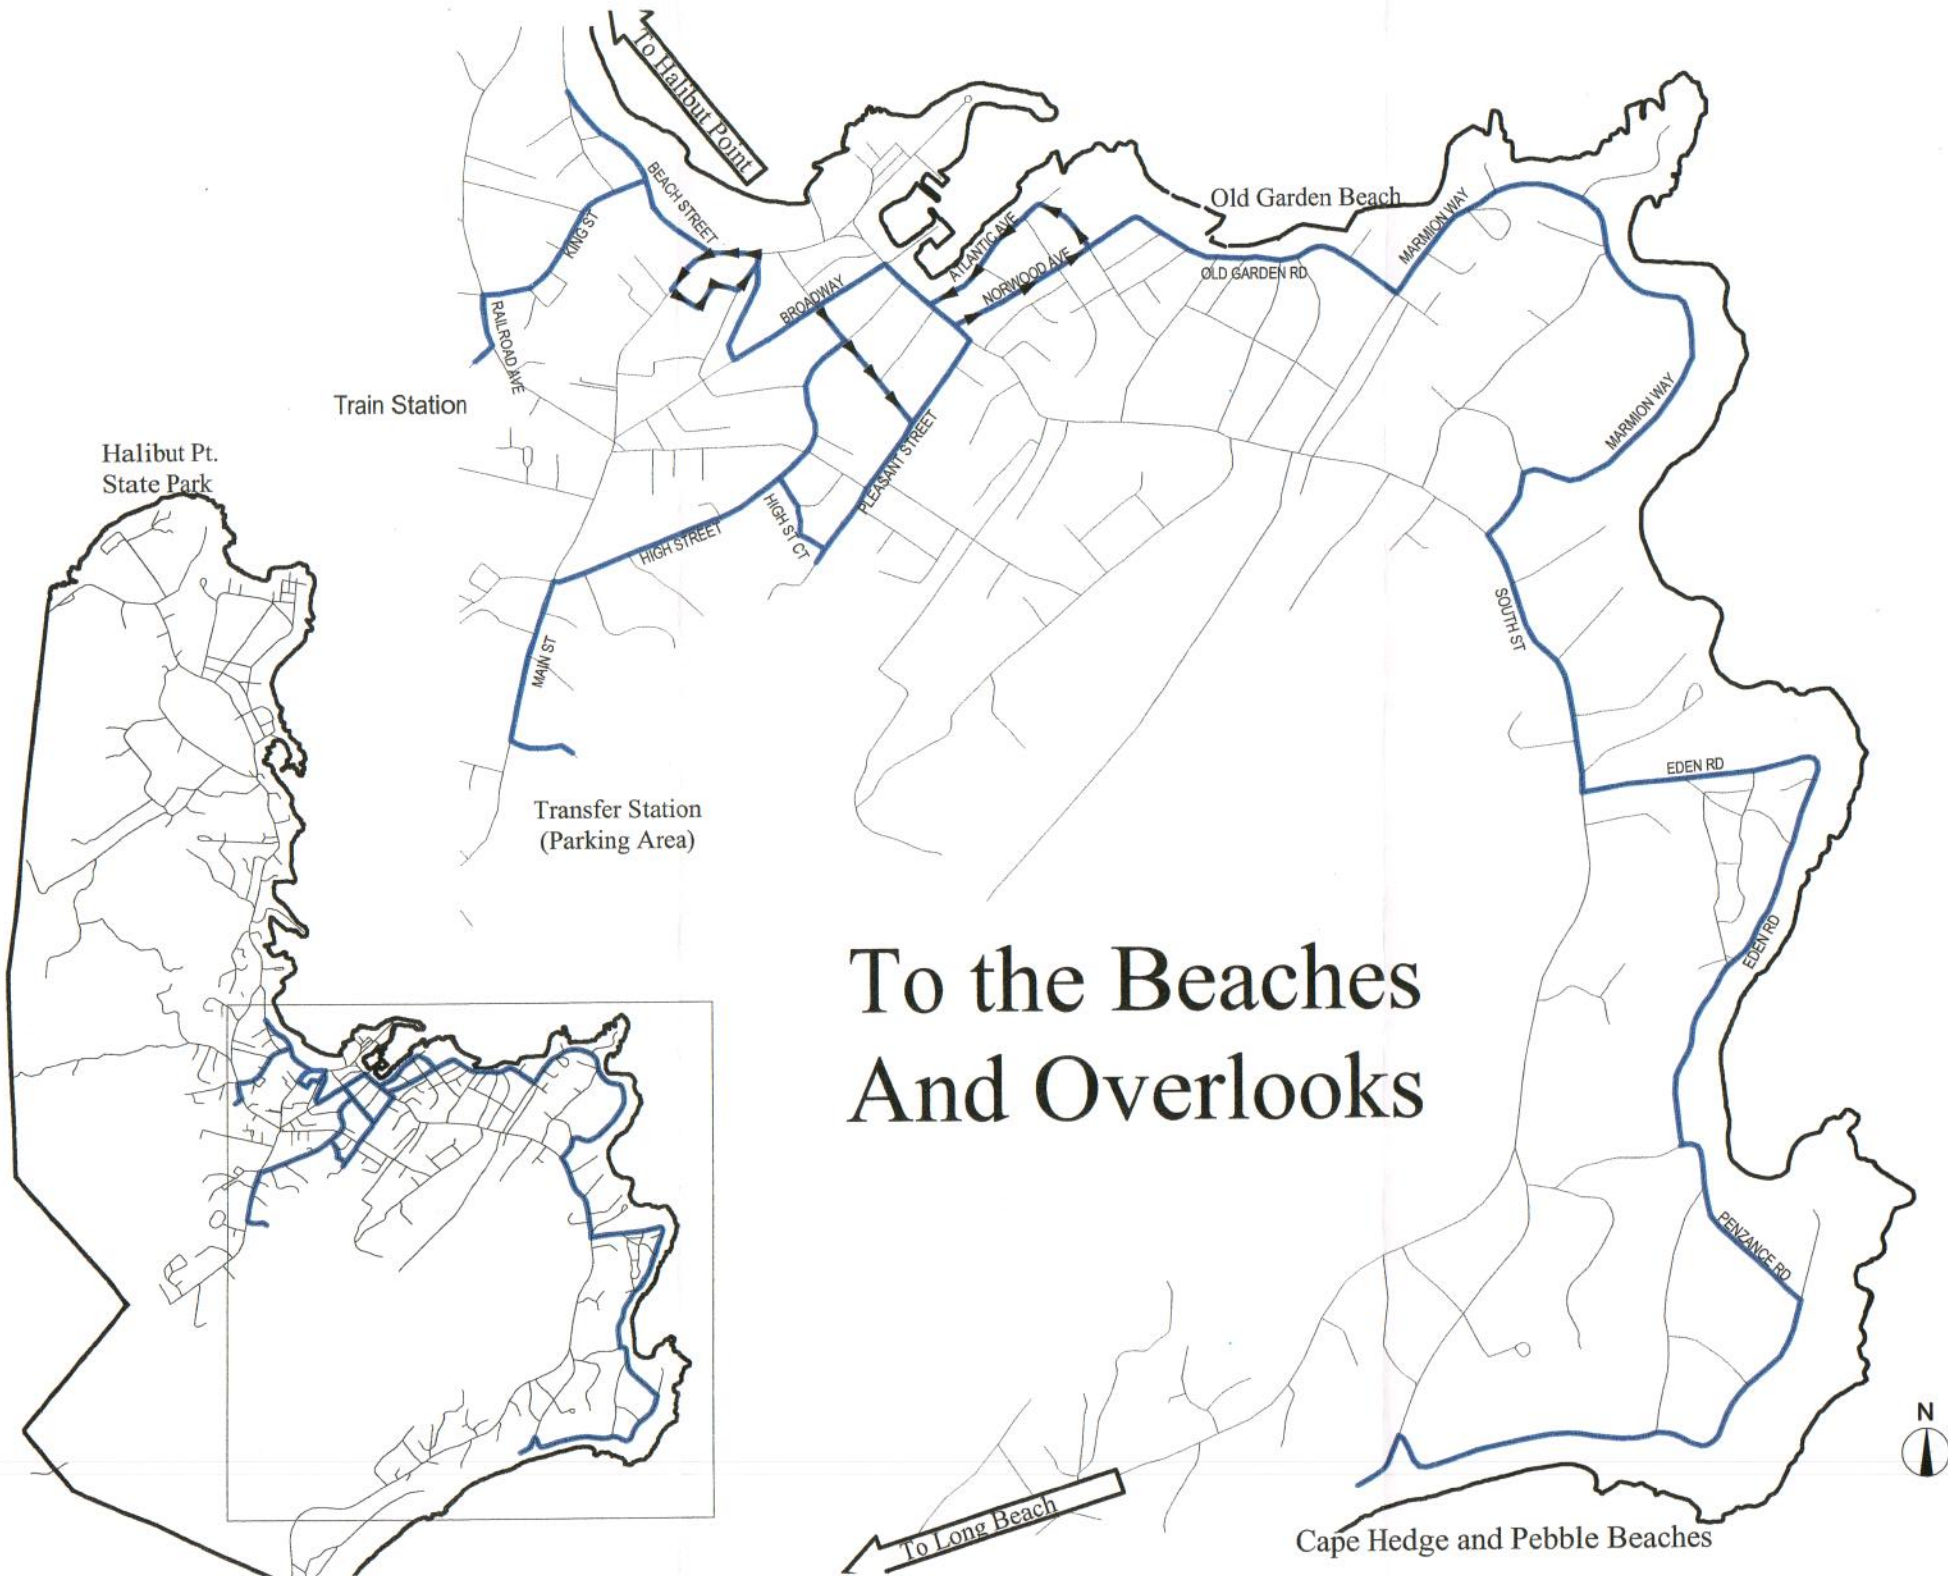 To Halibut Point
BEACH STREET
KING ST
RAILROAD AVE
Train Station
Old Garden Beach
MARMION WAY
ATLANTIC AVE
NORWOOD AVE
OLD GARDEN RD
BROADWAY
MARMION WAY
PLEASANT STREET
HIGH ST CT
HIGH STREET
MAIN ST
SOUTH ST
Halibut Pt.
State Park
EDEN RD
Transfer Station
(Parking Area)
EDEN RD
To the Beaches
And Overlooks
PENZANCE RD
N
To Long Beach
Cape Hedge and Pebble Beaches